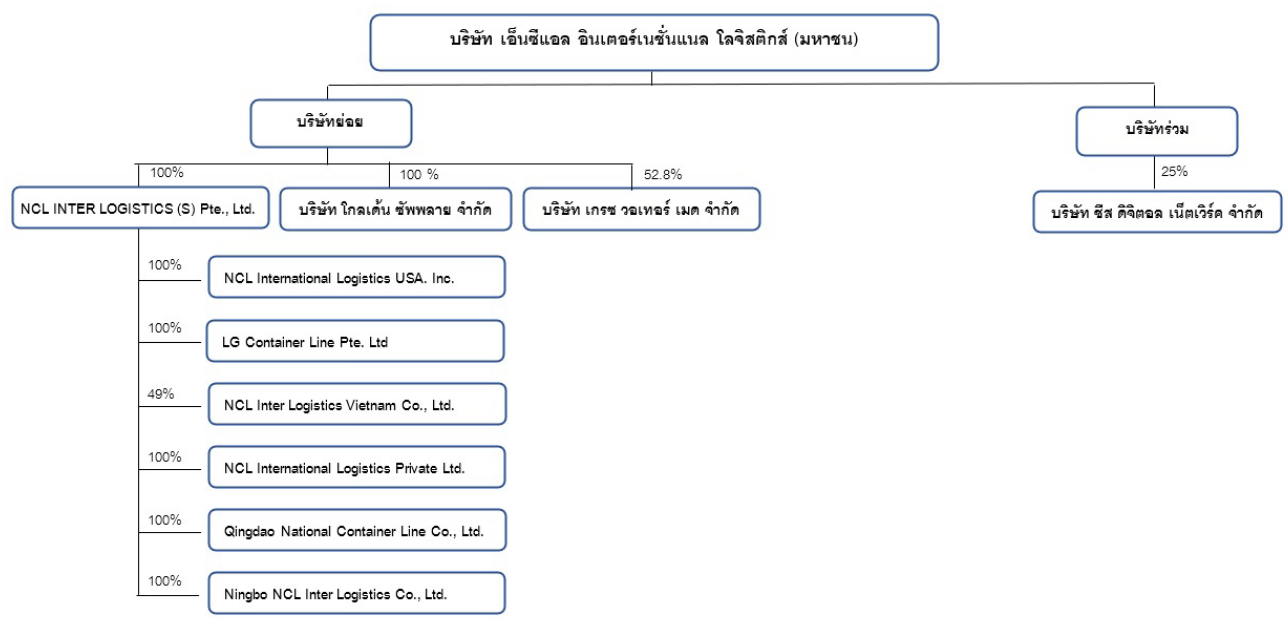 บริษัท เอ็นซีแอล อินเตอร์เนชั่นแนล โลจิสติกส์ (มหาชน)
บริษัทย่อย
บริษัทร่วม
100%
100 %
52.8%
25%
NCL INTER LOGISTICS (S) Pte., Ltd.
บริษัท โกลเด้น ซัพพลาย จำกัด
บริษัท เกรซ วอเทอร์ เมด จำกัด
บริษัท ชีส ดิจิตอล เน็ตเวิร์ค จำกัด
100%
NCL International Logistics USA. Inc.
100%
LG Container Line Pte. Ltd
49%
NCL Inter Logistics Vietnam Co., Ltd.
100%
NCL International Logistics Private Ltd.
100%
Qingdao National Container Line Co., Ltd.
100%
Ningbo NCL Inter Logistics Co., Ltd.